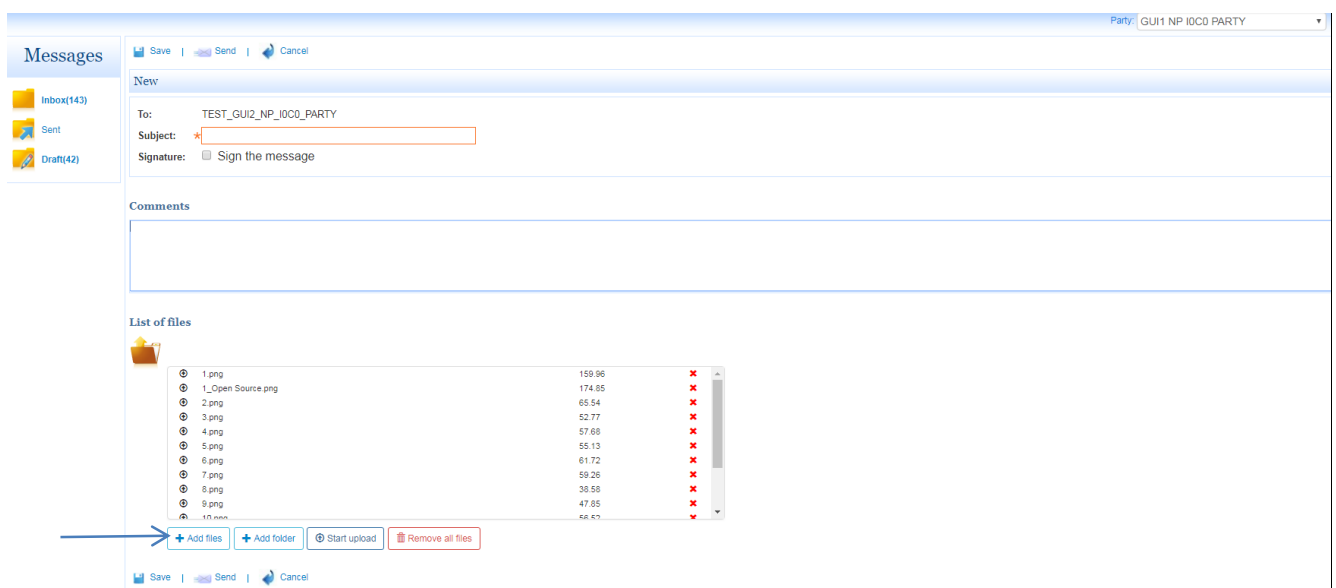 Party: GUI1 NP I0C0 PARTY
Messages
Save | Send | Cancel
New
Inbox(143)
Sent
Draft(42)
To: TEST_GUI2_NP_I0C0_PARTY
Subject: *
Signature: Sign the message
Comments
List of files
1.png 159.96
1_Open Source.png 174.85
2.png 65.54
3.png 52.77
4.png 57.68
5.png 55.13
6.png 61.72
7.png 59.26
8.png 38.58
9.png 47.85
10.png 56.52
Add files Add folder Start upload Remove all files
Save | Send | Cancel